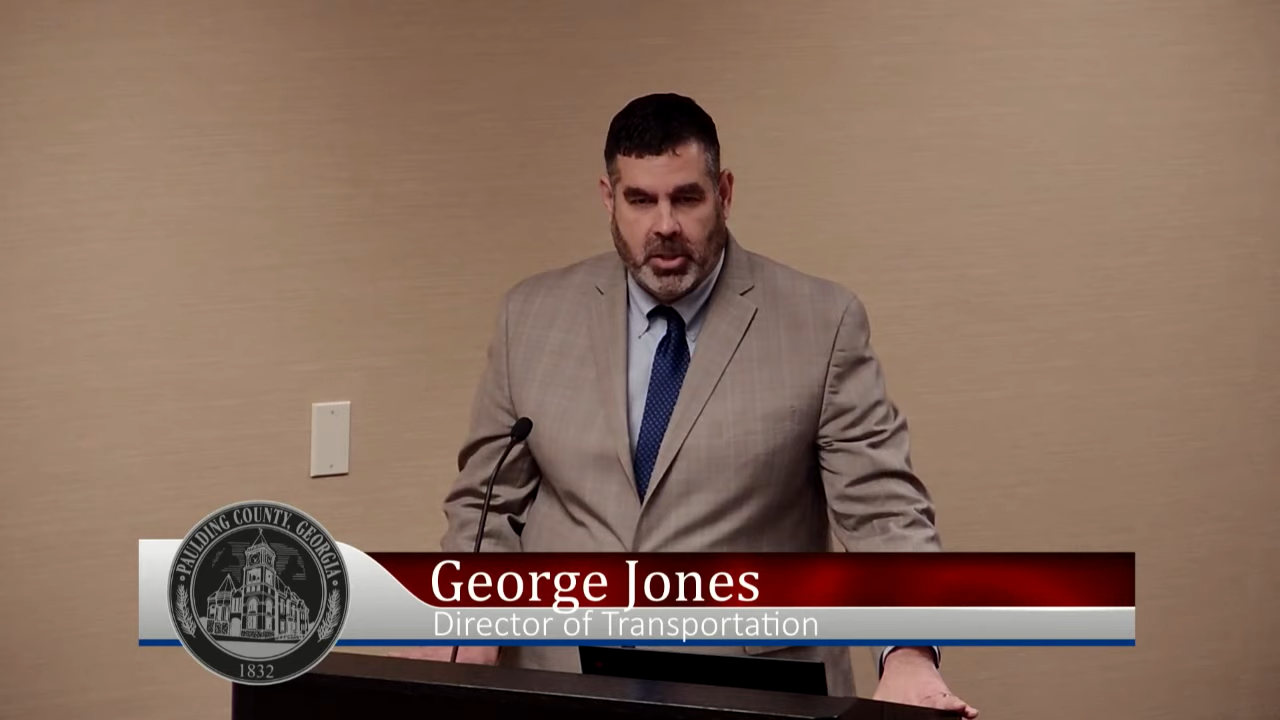 PAULDING COUNTY, GEORGIA
1832
George Jones
Director of Transportation